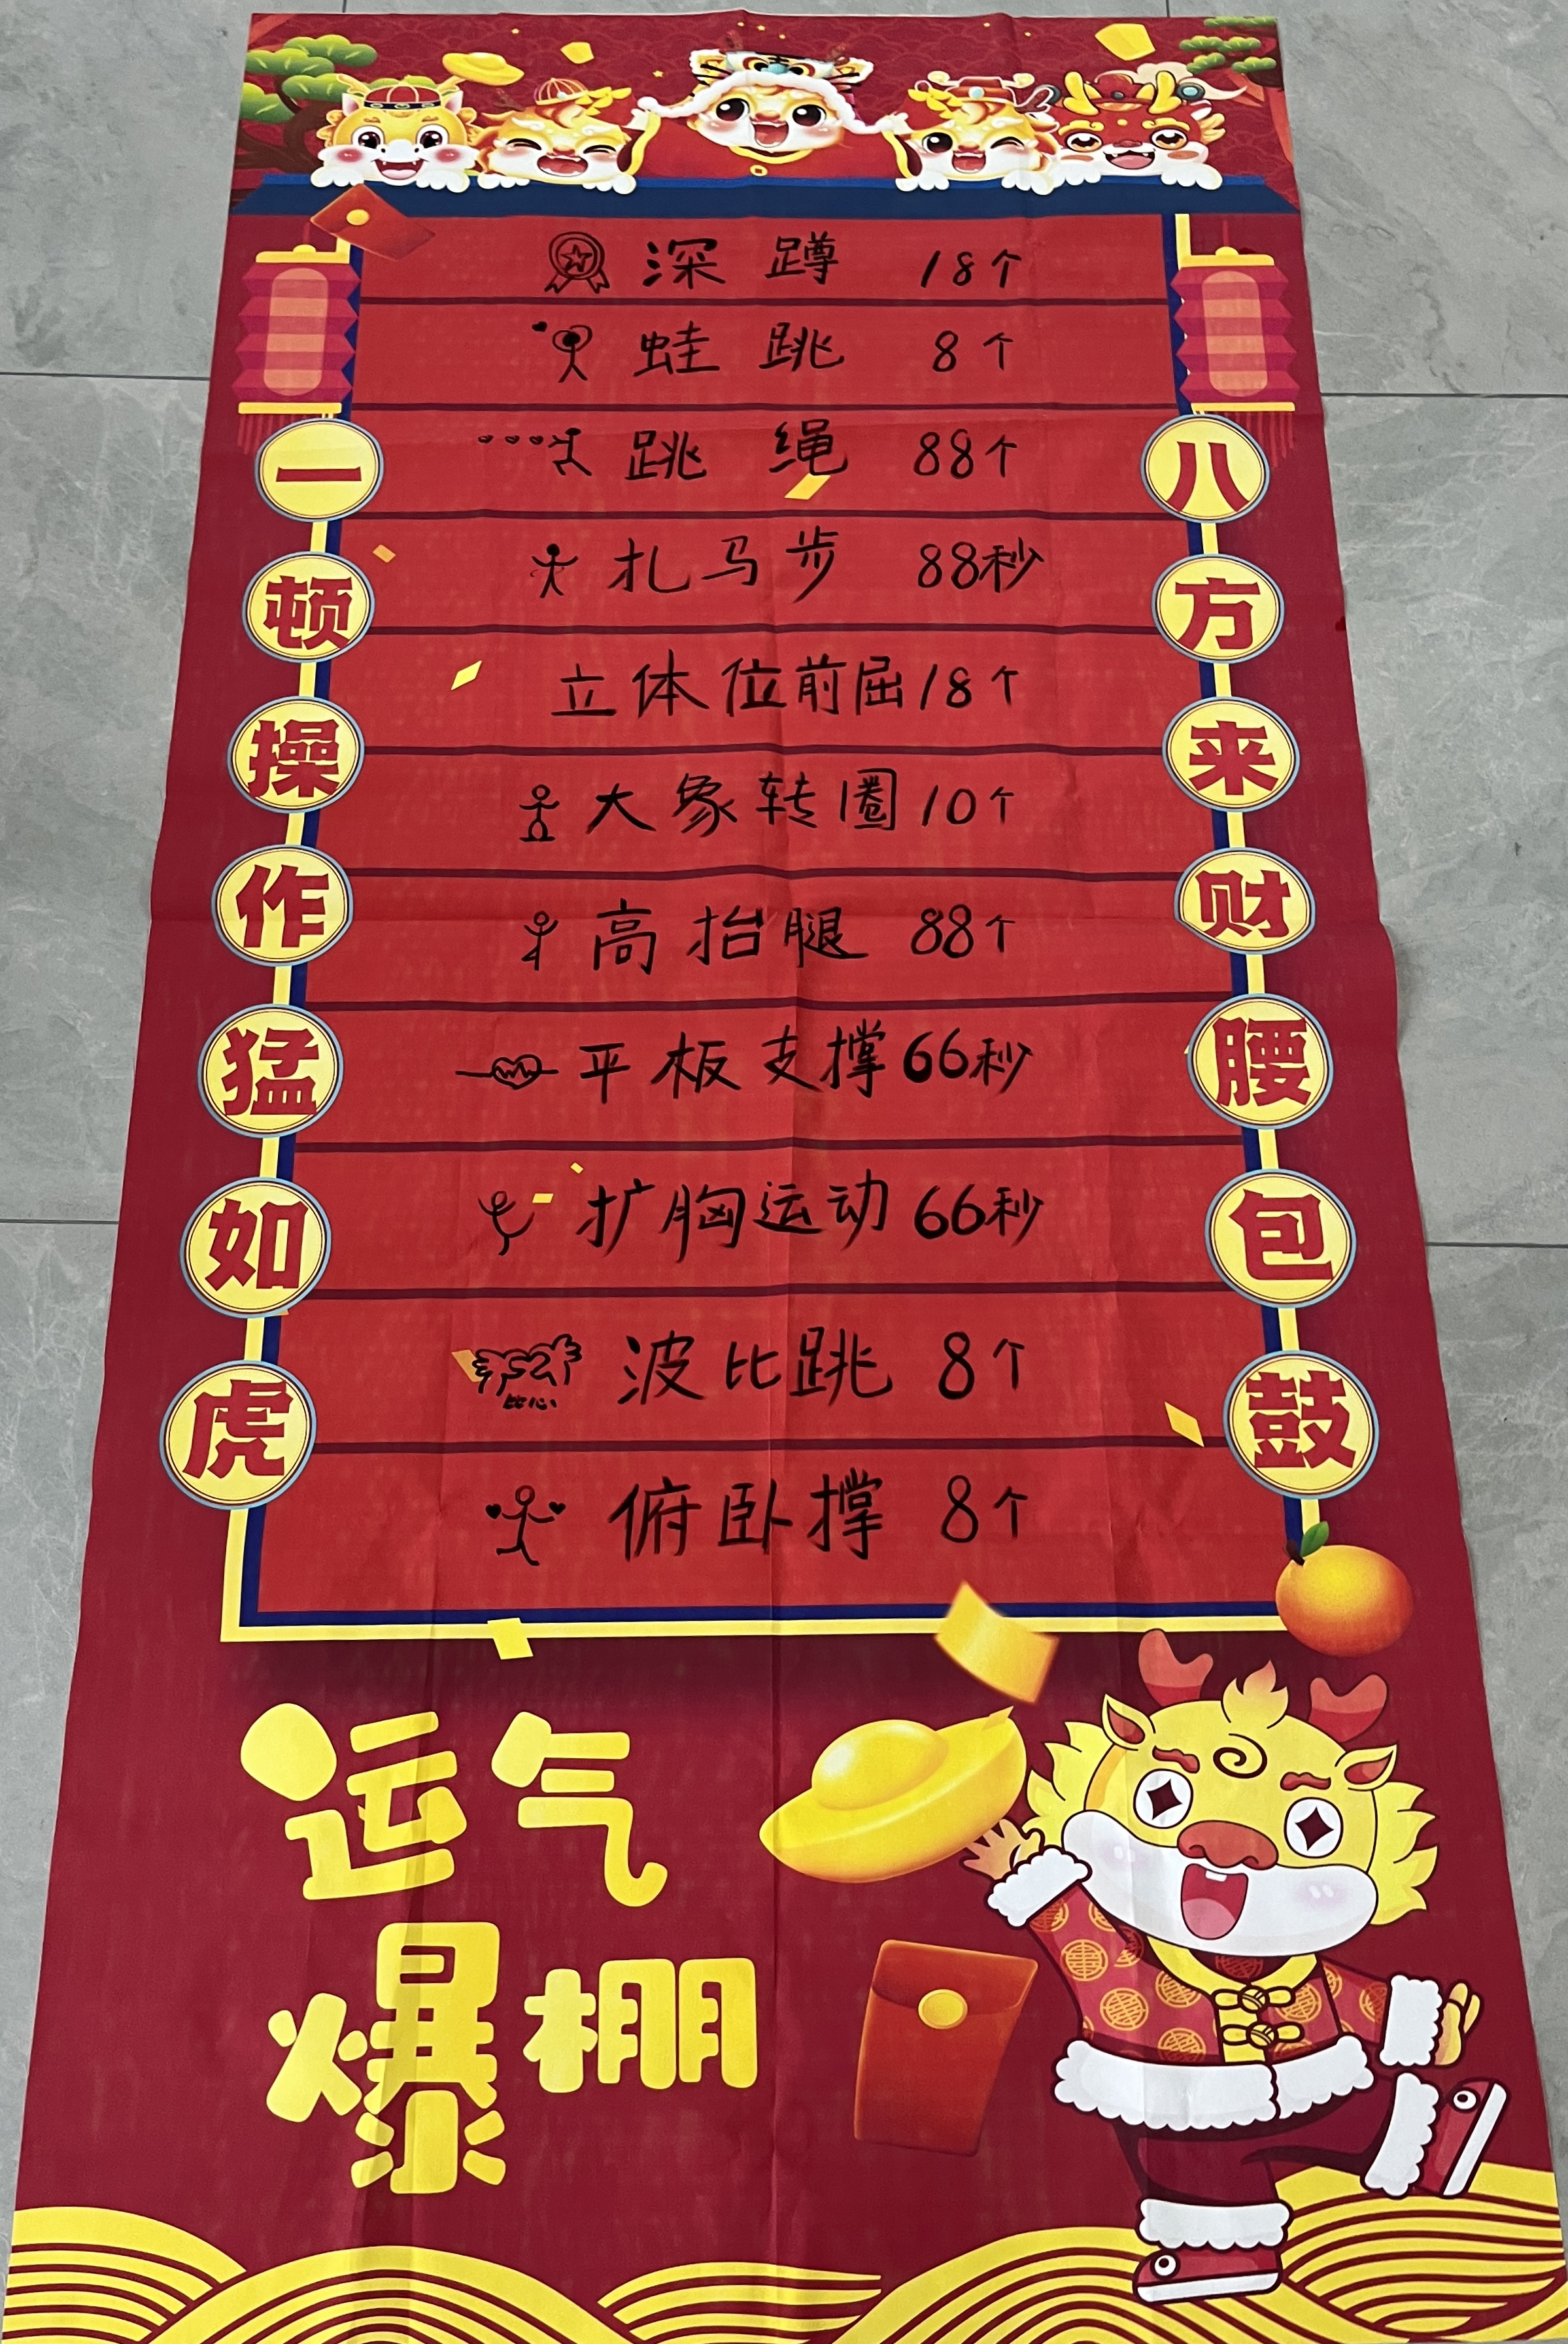 深蹲 18个
蛙跳 8个
跳绳 88个
扎马步 88秒
立体位前屈 18个
大象转圈 10个
高抬腿 88个
平板支撑 66秒
扩胸运动 66秒
比心
波比跳 8个
俯卧撑 8个
一顿操作猛如虎
八方来财腰包鼓
运气
爆棚